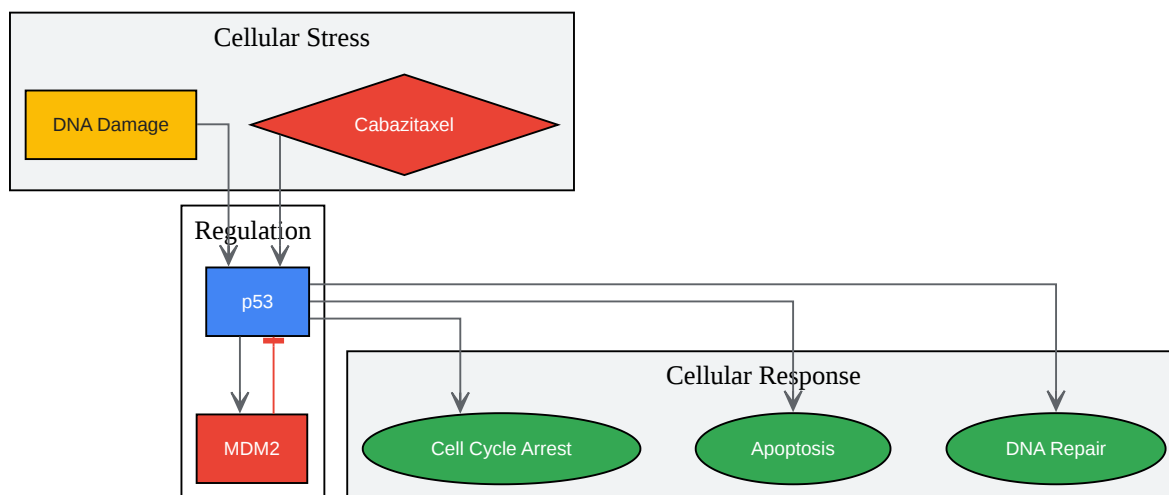 Cellular Stress
DNA Damage
Cabazitaxel
Regulation
p53
Cellular Response
MDM2
Cell Cycle Arrest
Apoptosis
DNA Repair